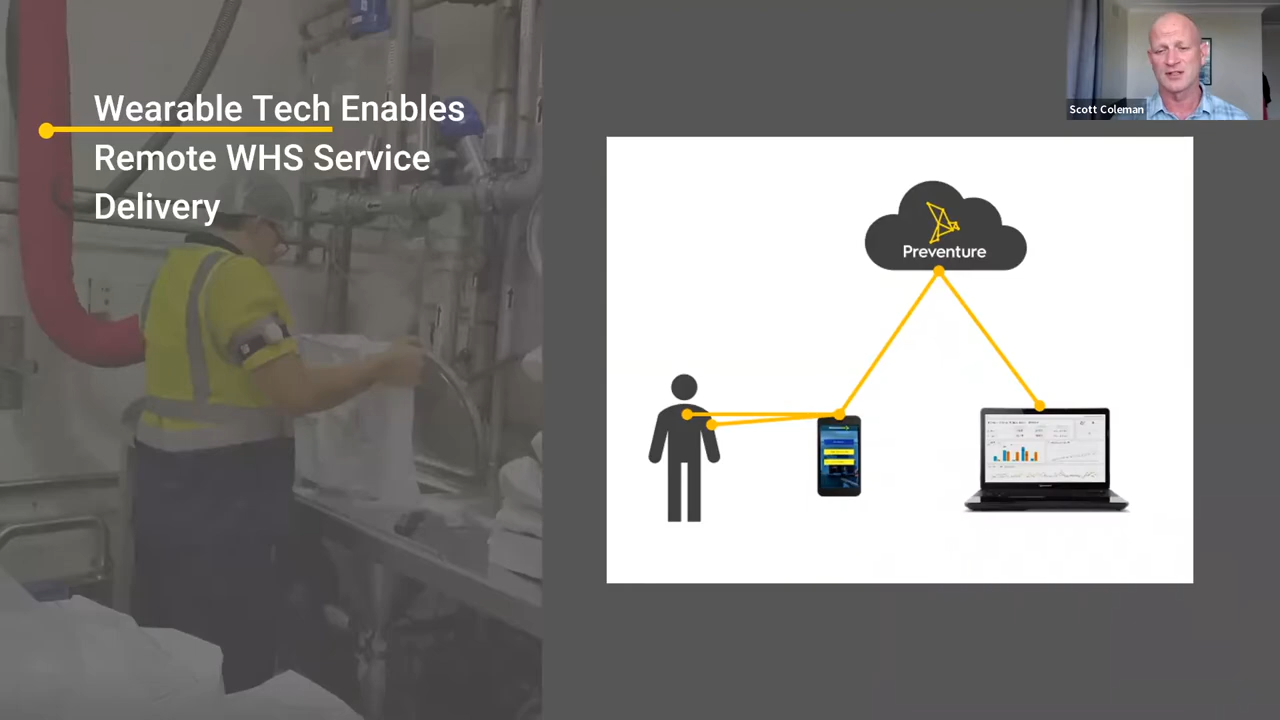 Wearable Tech Enables
Remote WHS Service
Delivery
Scott Coleman
Preventure